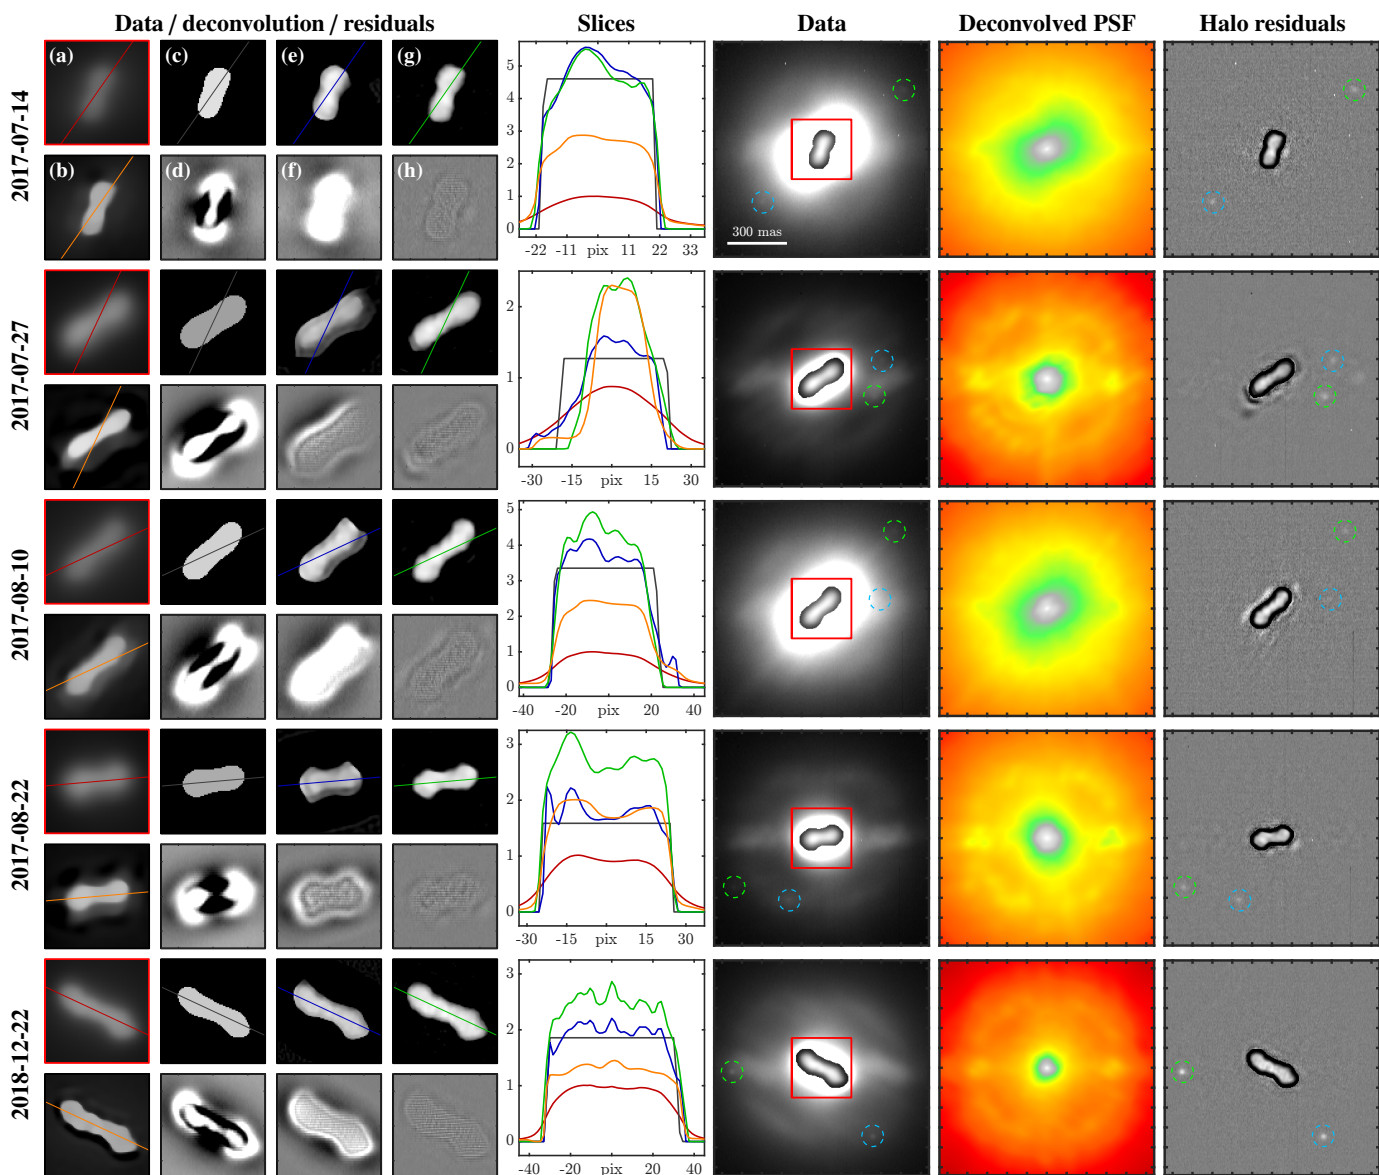 Data / deconvolution / residuals
Slices
Data
Deconvolved PSF
Halo residuals
2017-07-14
(a)
(c)
(e)
(g)
(b)
(d)
(f)
(h)
5
4
3
2
1
0
-22
-11
pix
11
22
33
300 mas
2017-07-27
2
1
0
-30
-15
pix
15
30
2017-08-10
5
4
3
2
1
0
-40
-20
pix
20
40
2017-08-22
3
2
1
0
-30
-15
pix
15
30
2018-12-22
3
2
1
0
-40
-20
pix
20
40